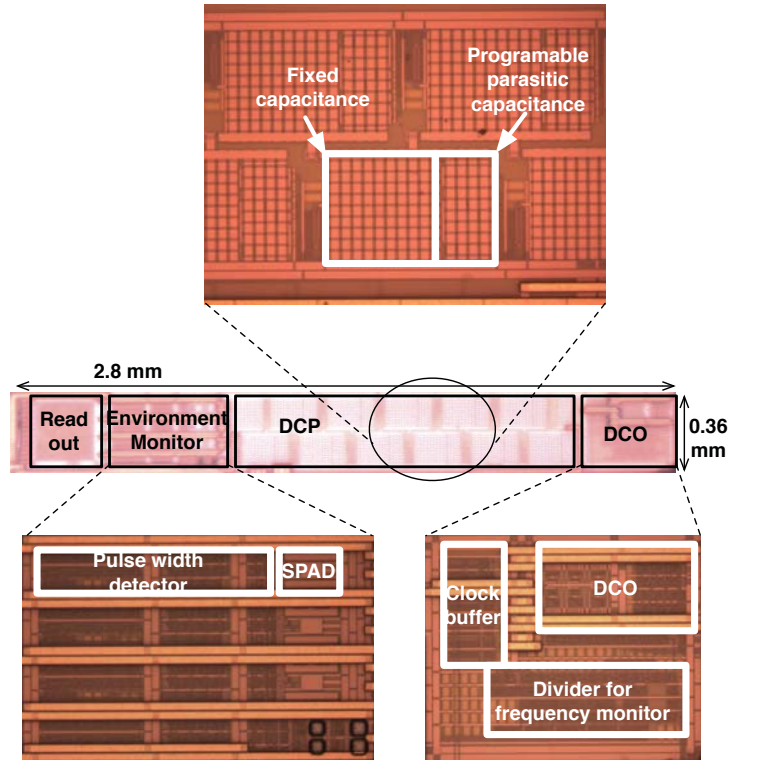 Fixed
capacitance
Programable
parasitic
capacitance
2.8 mm
Read
out
Environment
Monitor
DCP
DCO
0.36
mm
Pulse width
detector
SPAD
Clock
buffer
DCO
Divider for
frequency monitor